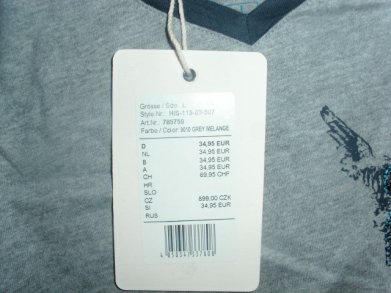 Grösse / Size: L
Style Nr.: HIS-113-03-507
Art.Nr.: 785759
Farbe / Color: 9010 GREY MELANGE
D 34,95 EUR
NL 34,95 EUR
B 34,95 EUR
A 34,95 EUR
CH 69,95 CHF
HR
SLO
CZ 899,00 CZK
SI 34,95 EUR
RUS